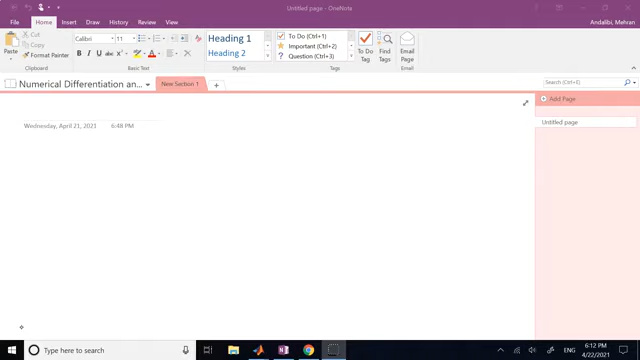 Untitled page - OneNote
Andalibi, Mehran
File Home Insert Draw History Review View
Paste
Cut
Copy
Format Painter
Clipboard
Calibri 11
B I U abc
Basic Text
Heading 1
Heading 2
Styles
To Do (Ctrl+1)
Important (Ctrl+2)
? Question (Ctrl+3)
Tags
To Do
Tag
Find
Tags
Email
Page
Email
Numerical Differentiation an...
New Section 1
Search (Ctrl+E)
Add Page
Untitled page
Wednesday, April 21, 2021 6:48 PM
Type here to search
ENG
6:12 PM
4/22/2021